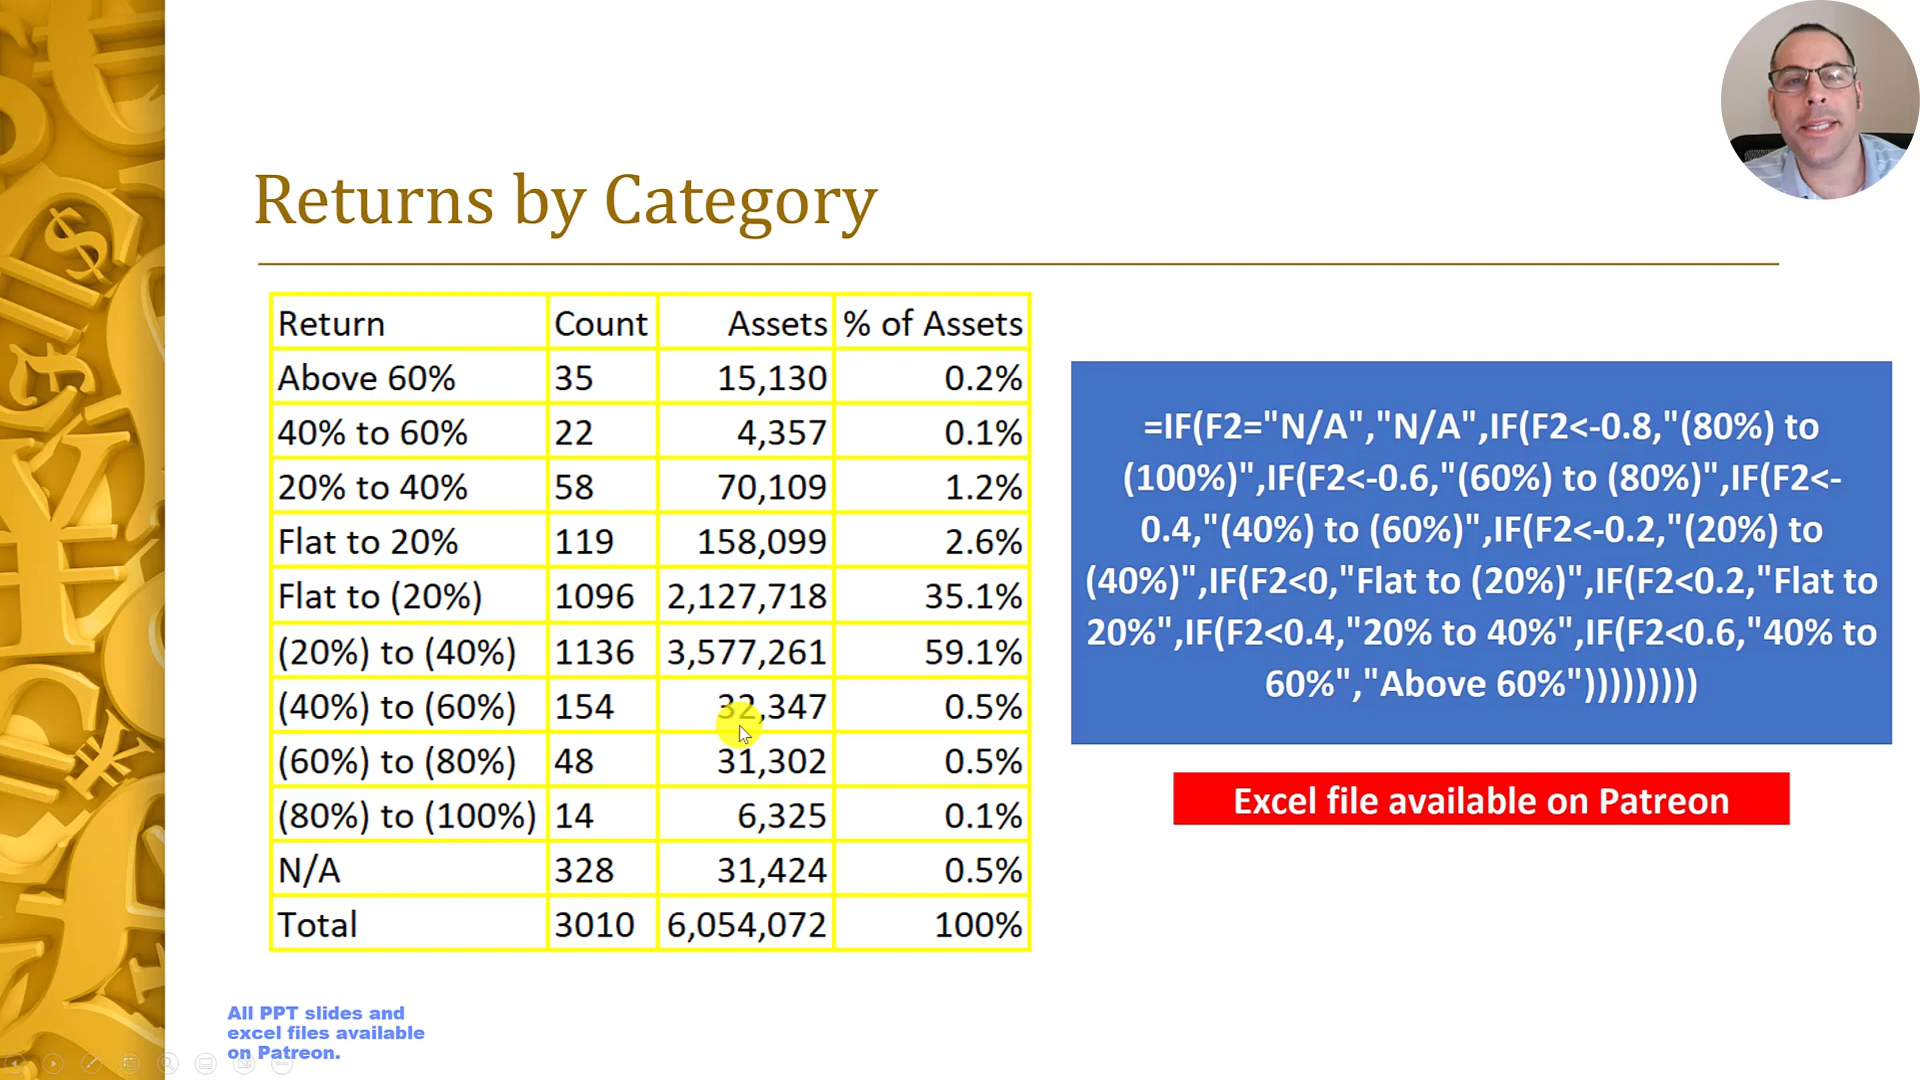 Returns by Category
Return Count Assets % of Assets
Above 60% 35 15,130 0.2%
40% to 60% 22 4,357 0.1%
20% to 40% 58 70,109 1.2%
Flat to 20% 119 158,099 2.6%
Flat to (20%) 1096 2,127,718 35.1%
(20%) to (40%) 1136 3,577,261 59.1%
(40%) to (60%) 154 32,347 0.5%
(60%) to (80%) 48 31,302 0.5%
(80%) to (100%) 14 6,325 0.1%
N/A 328 31,424 0.5%
Total 3010 6,054,072 100%
=IF(F2="N/A","N/A",IF(F2<-0.8,"(80%) to
(100%)",IF(F2<-0.6,"(60%) to (80%)",IF(F2<-
0.4,"(40%) to (60%)",IF(F2<-0.2,"(20%) to
(40%)",IF(F2<0,"Flat to (20%)",IF(F2<0.2,"Flat to
20%",IF(F2<0.4,"20% to 40%",IF(F2<0.6,"40% to
60%","Above 60%")))))))))
Excel file available on Patreon
All PPT slides and
excel files available
on Patreon.